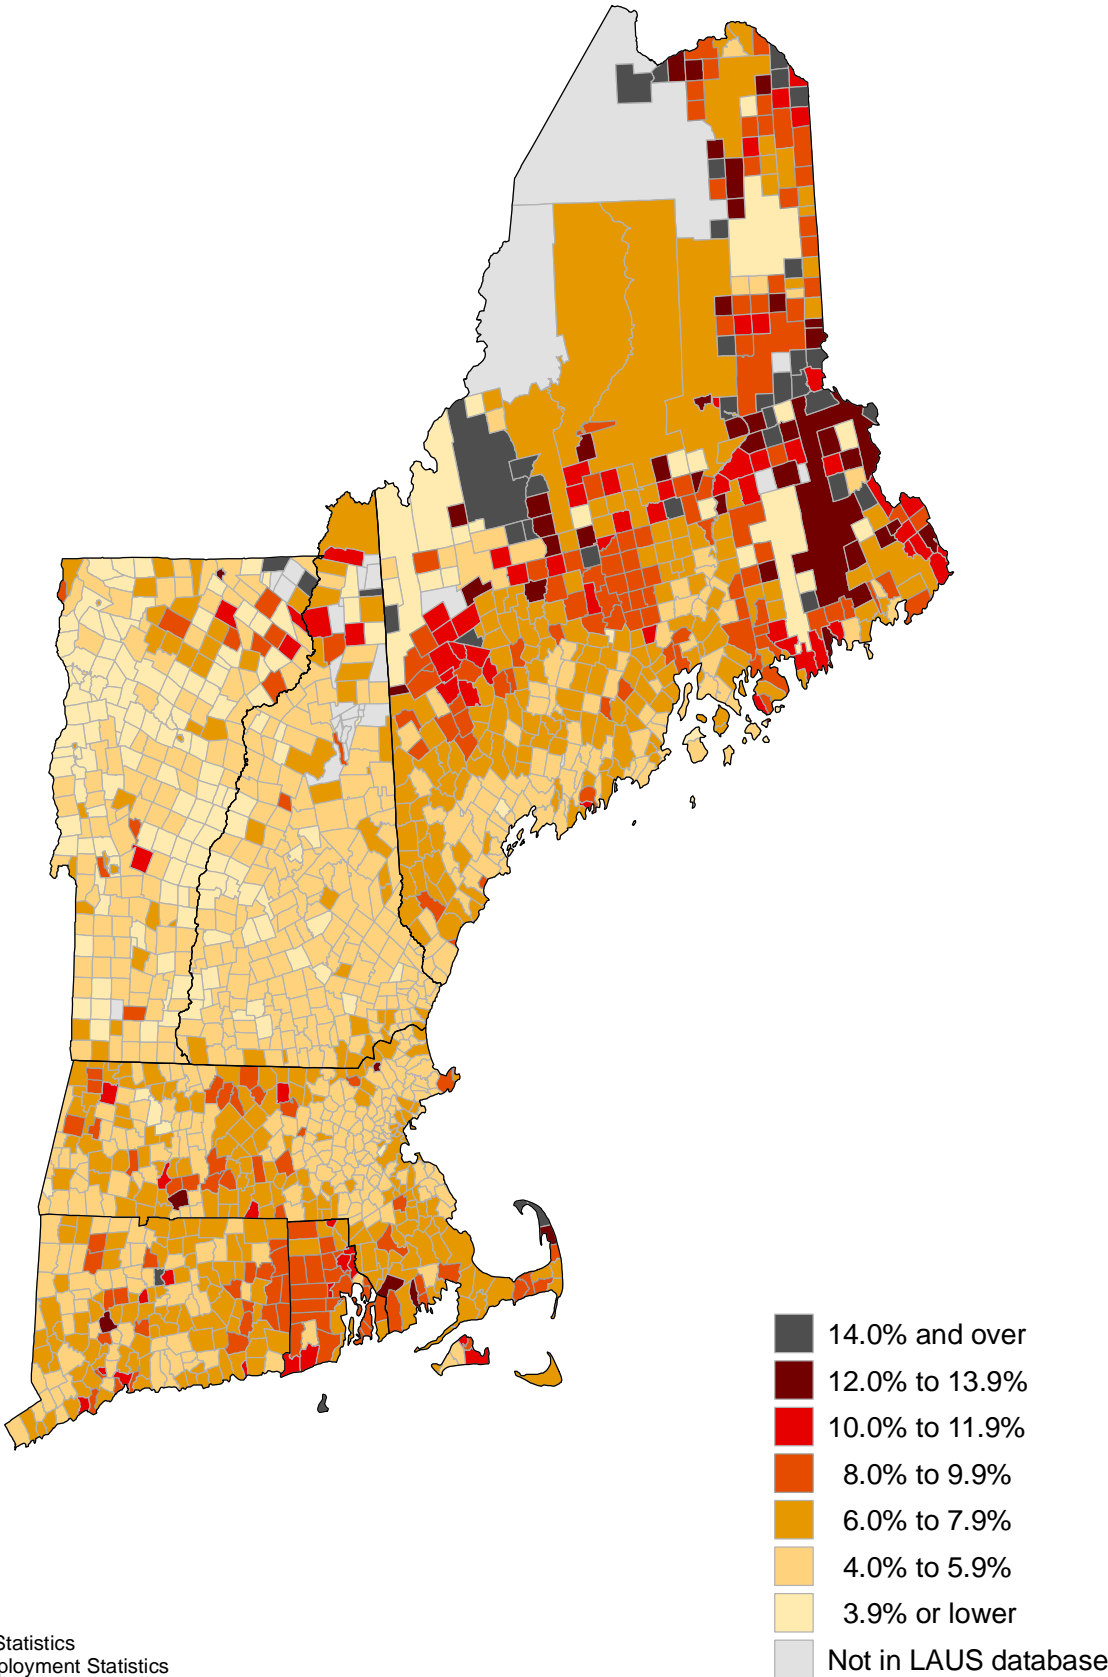 14.0% and over
12.0% to 13.9%
10.0% to 11.9%
8.0% to 9.9%
6.0% to 7.9%
4.0% to 5.9%
3.9% or lower
Not in LAUS database
Statistics
ployment Statistics